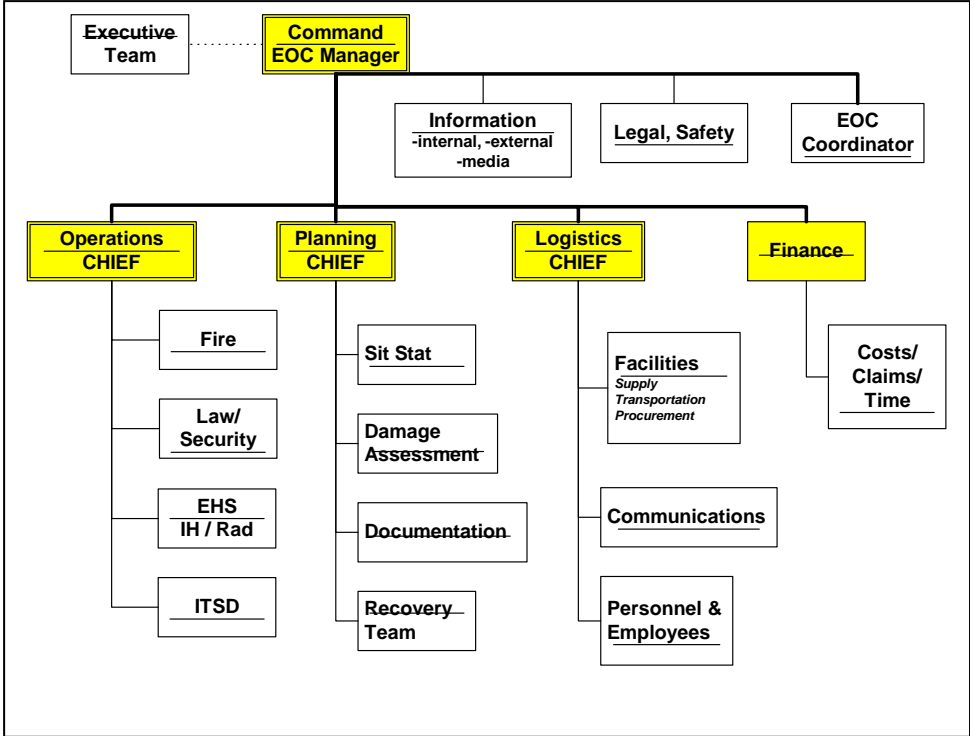 Executive
Team
Command
EOC Manager
Information
-internal, -external
-media
Legal, Safety
EOC
Coordinator
Operations
CHIEF
Planning
CHIEF
Logistics
CHIEF
Finance
Fire
Law/
Security
EHS
IH / Rad
ITSD
Sit Stat
Damage
Assessment
Documentation
Recovery
Team
Facilities
Supply
Transportation
Procurement
Communications
Personnel &
Employees
Costs/
Claims/
Time